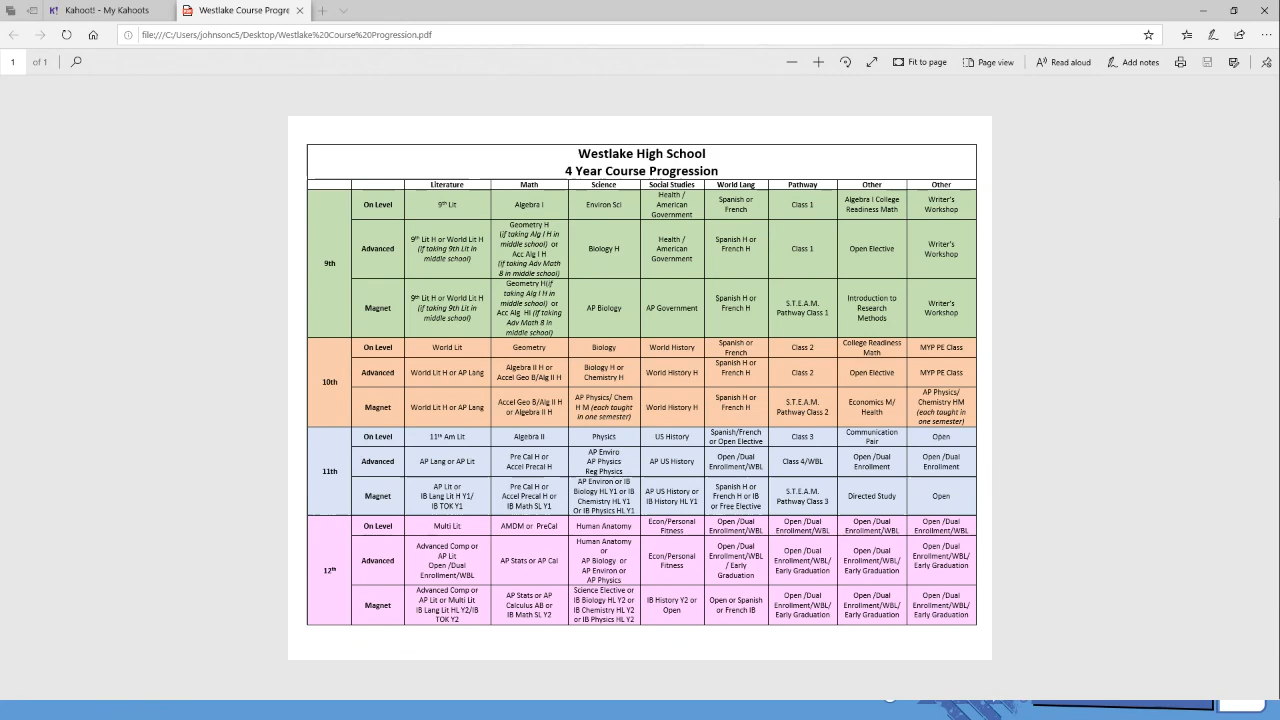 Kahoot! - My Kahoots
Westlake Course Progre
file:///C:/Users/johnsonc5/Desktop/Westlake%20Course%20Progression.pdf
1 of 1 Fit to page Page view Read aloud Add notes
Westlake High School
4 Year Course Progression
Literature Math Science Social Studies World Lang Pathway Other Other
9th
On Level
9th Lit
Algebra I
Environ Sci
Health /
American
Government
Spanish or
French
Class 1
Algebra I College
Readiness Math
Writer's
Workshop
Advanced
9th Lit H or World Lit H
(if taking 9th Lit in
middle school)
Geometry H
(if taking Alg I H in
middle school) or
Acc Alg I H
(if taking Adv Math
8 in middle school)
Biology H
Health /
American
Government
Spanish H or
French H
Class 1
Open Elective
Writer's
Workshop
Magnet
9th Lit H or World Lit H
(if taking 9th Lit in
middle school)
Geometry H(if
taking Alg I H in
middle school) or
Acc Alg HI (if taking
Adv Math 8 in
middle school)
AP Biology
AP Government
Spanish H or
French H
S.T.E.A.M.
Pathway Class 1
Introduction to
Research
Methods
Writer's
Workshop
10th
On Level
World Lit
Geometry
Biology
World History
Spanish or
French
Class 2
College Readiness
Math
MYP PE Class
Advanced
World Lit H or AP Lang
Algebra II H or
Accel Geo B/Alg II H
Biology H or
Chemistry H
World History H
Spanish H or
French H
Class 2
Open Elective
MYP PE Class
Magnet
World Lit H or AP Lang
Accel Geo B/Alg II H
or Algebra II H
AP Physics/ Chem
H M (each taught
in one semester)
World History H
Spanish H or
French H
S.T.E.A.M.
Pathway Class 2
Economics M/
Health
AP Physics/
Chemistry HM
(each taught in
one semester)
11th
On Level
11th Am Lit
Algebra II
Physics
US History
Spanish/French
or Open Elective
Class 3
Communication
Pair
Open
Advanced
AP Lang or AP Lit
Pre Cal H or
Accel Precal H
AP Enviro
AP Physics
Reg Physics
AP US History
Open /Dual
Enrollment/WBL
Class 4/WBL
Open /Dual
Enrollment
Open /Dual
Enrollment
Magnet
AP Lit or
IB Lang Lit H Y1/
IB TOK Y1
Pre Cal H or
Accel Precal H or
IB Math SL Y1
AP Environ or IB
Biology HL Y1 or IB
Chemistry HL Y1
Or IB Physics HL Y1
AP US History or
IB History HL Y1
Spanish H or
French H or IB
or Free Elective
S.T.E.A.M.
Pathway Class 3
Directed Study
Open
12th
On Level
Multi Lit
AMDM or PreCal
Human Anatomy
Econ/Personal
Fitness
Open /Dual
Enrollment/WBL
Open /Dual
Enrollment/WBL
Open /Dual
Enrollment/WBL
Open /Dual
Enrollment/WBL
Advanced
Advanced Comp or
AP Lit
Open /Dual
Enrollment/WBL
AP Stats or AP Cal
Human Anatomy
or
AP Biology or
AP Environ or
AP Physics
Econ/Personal
Fitness
Open /Dual
Enrollment/WBL
/ Early
Graduation
Open /Dual
Enrollment/WBL/
Early Graduation
Open /Dual
Enrollment/WBL/
Early Graduation
Open /Dual
Enrollment/WBL/
Early Graduation
Magnet
Advanced Comp or
AP Lit or Multi Lit
IB Lang Lit HL Y2/IB
TOK Y2
AP Stats or AP
Calculus AB or
IB Math SL Y2
Science Elective or
IB Biology HL Y2 or
IB Chemistry HL Y2
or IB Physics HL Y2
IB History Y2 or
Open
Open or Spanish
or French IB
Open /Dual
Enrollment/WBL/
Early Graduation
Open /Dual
Enrollment/WBL/
Early Graduation
Open /Dual
Enrollment/WBL/
Early Graduation